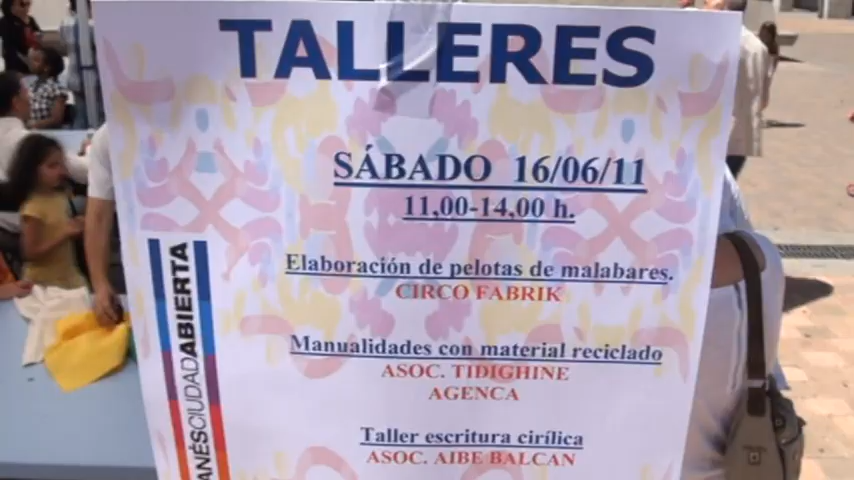 TALLERES
SÁBADO 16/06/11
11,00-14,00 h.
Elaboración de pelotas de malabares.
CIRCO FABRIK
Manualidades con material reciclado
ASOC. TIDIGHINE
AGENCA
Taller escritura cirílica
ASOC. AIBE BALCAN
ANÉSCIUDADABIERTA